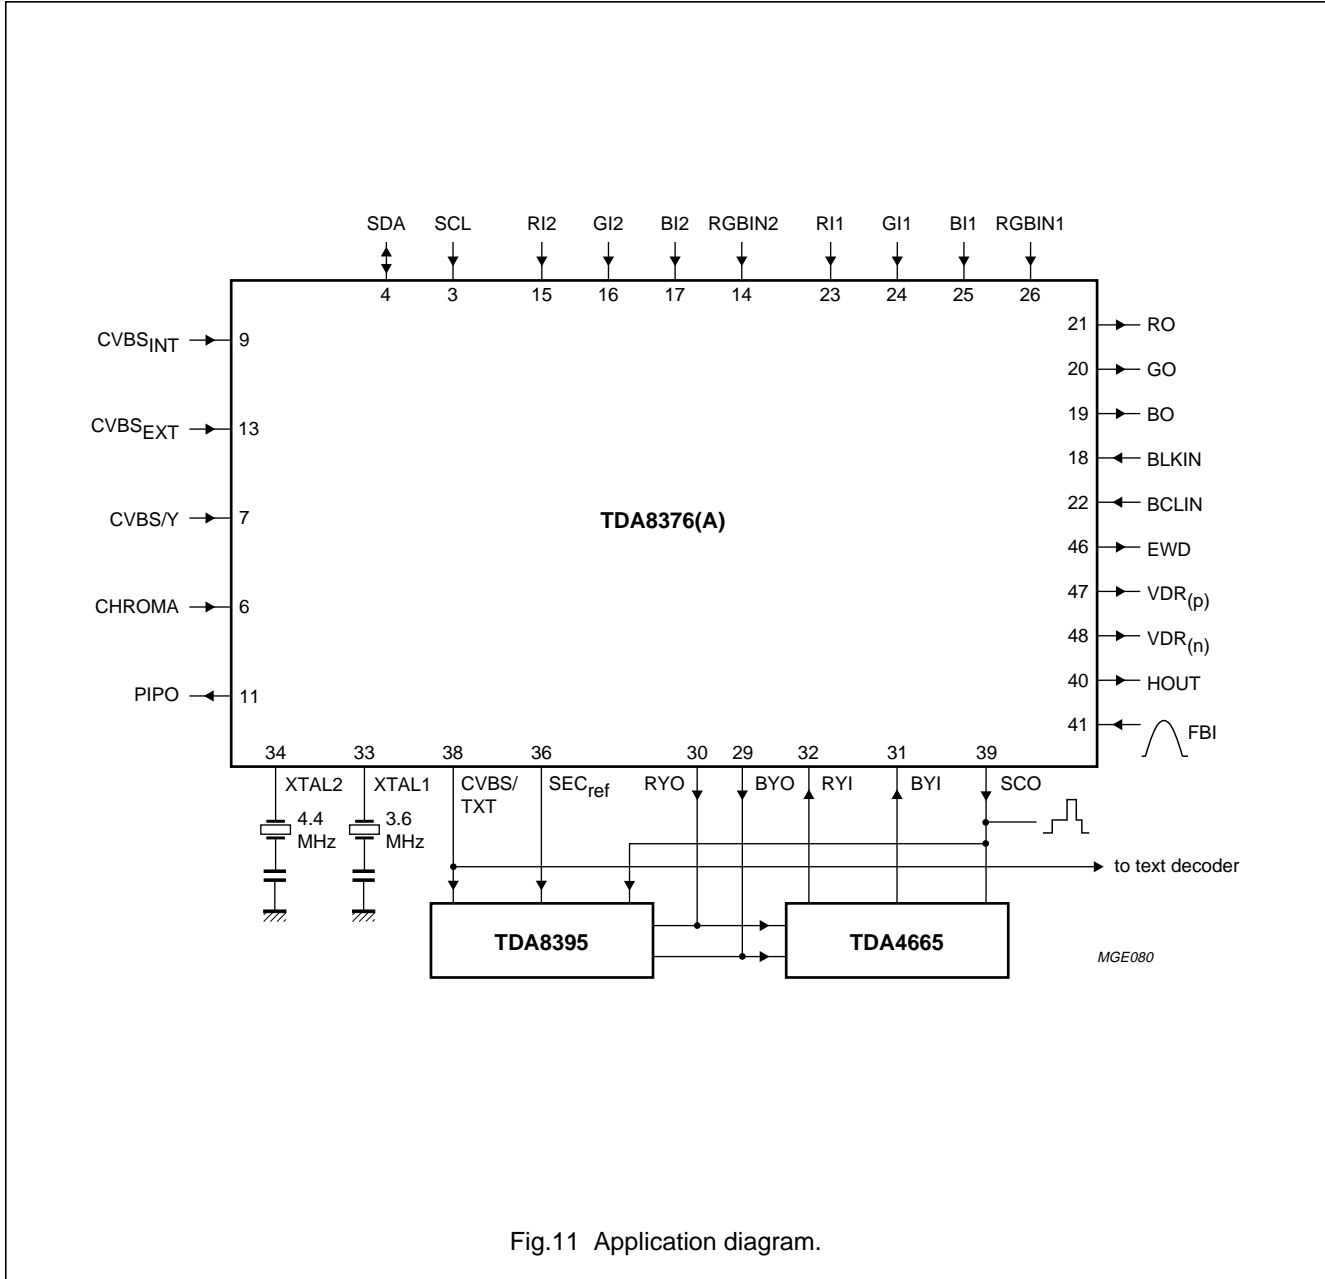 SDA SCL RI2 GI2 BI2 RGBIN2 RI1 GI1 BI1 RGBIN1
4 3 15 16 17 14 23 24 25 26
21 RO
CVBSINT 9
20 GO
19 BO
CVBSEXT 13
18 BLKIN
22 BCLIN
CVBS/Y 7
TDA8376(A)
46 EWD
47 VDR(p)
CHROMA 6
48 VDR(n)
40 HOUT
PIPO 11
41 FBI
34 33 38 36 30 29 32 31 39
XTAL2 XTAL1 CVBS/ SECref RYO BYO RYI BYI SCO
TXT
4.4 3.6
MHz MHz
to text decoder
TDA8395 TDA4665
MGE080
Fig.11 Application diagram.